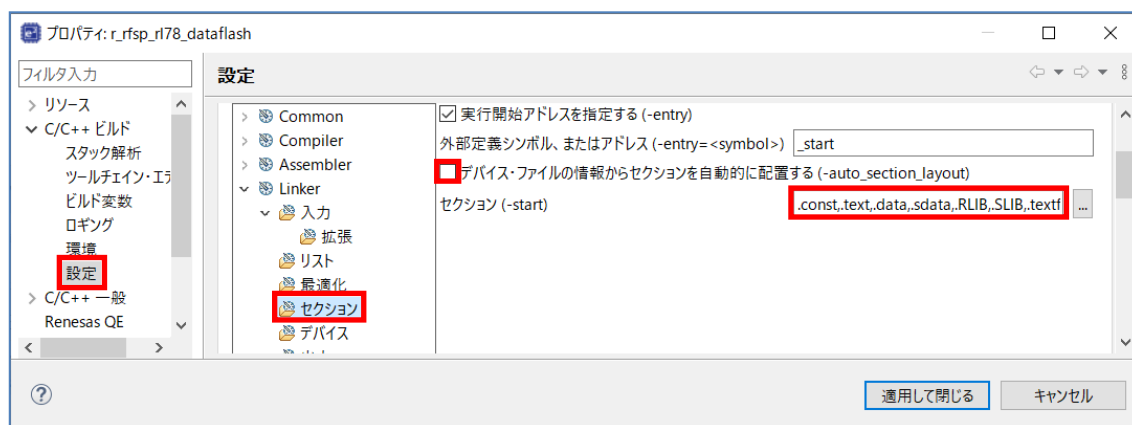 プロパティ: r_rfsp_rl78_dataflash
フィルタ入力
設定
リソース
C/C++ ビルド
スタック解析
ツールチェイン・エデ
ビルド変数
ロギング
環境
設定
C/C++ 一般
Renesas QE
Common
Compiler
Assembler
Linker
入力
拡張
リスト
最適化
セクション
デバイス
実行開始アドレスを指定する (-entry)
外部定義シンボル、またはアドレス (-entry=<symbol>) _start
デバイス・ファイルの情報からセクションを自動的に配置する (-auto_section_layout)
セクション (-start) .const,.text,.data,.sdata,.RLIB,.SLIB,.textf ...
適用して閉じる キャンセル